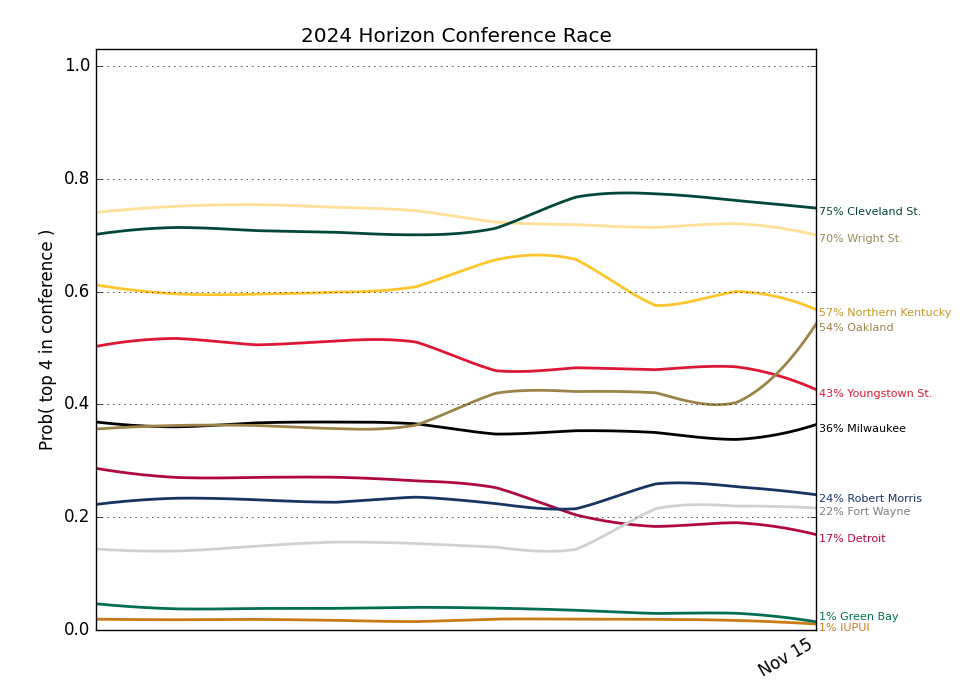 2024 Horizon Conference Race
Prob( top 4 in conference )
1.0
0.8
0.6
0.4
0.2
0.0
75% Cleveland St.
70% Wright St.
57% Northern Kentucky
54% Oakland
43% Youngstown St.
36% Milwaukee
24% Robert Morris
22% Fort Wayne
17% Detroit
1% Green Bay
1% IUPUI
Nov 15